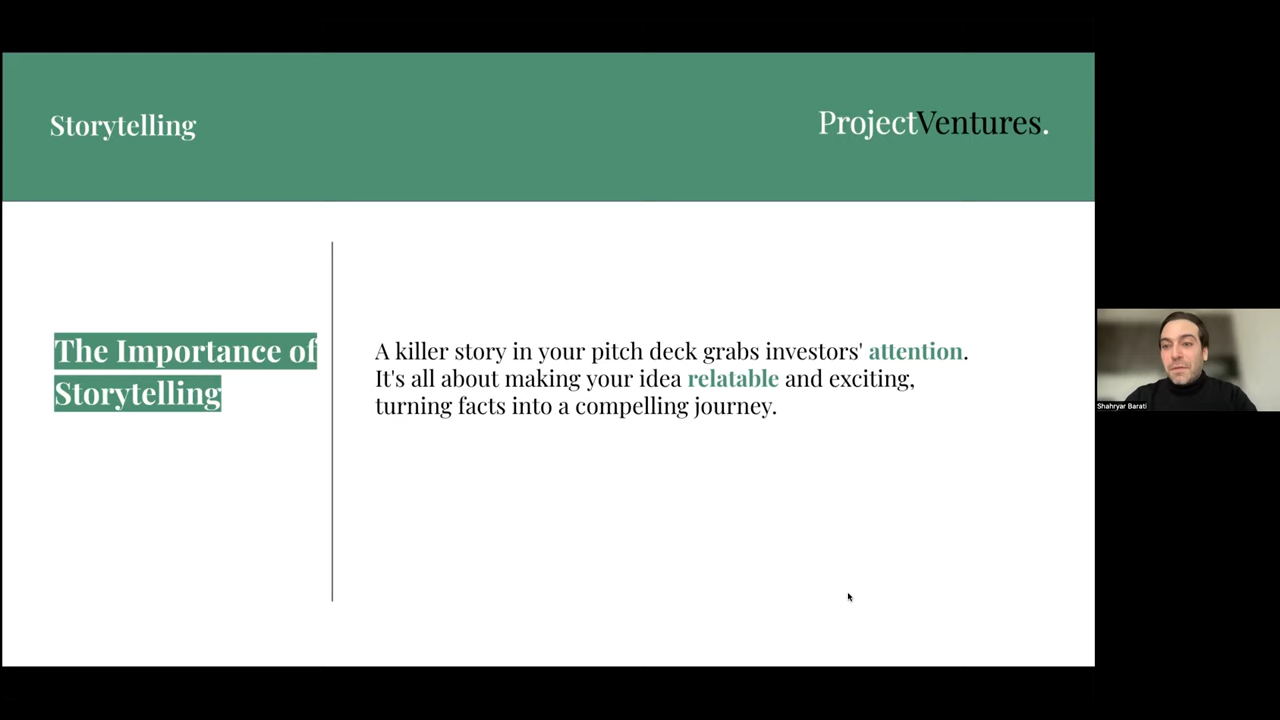 Storytelling
ProjectVentures.
The Importance of
Storytelling
A killer story in your pitch deck grabs investors' attention.
It's all about making your idea relatable and exciting,
turning facts into a compelling journey.
Shahryar Barati